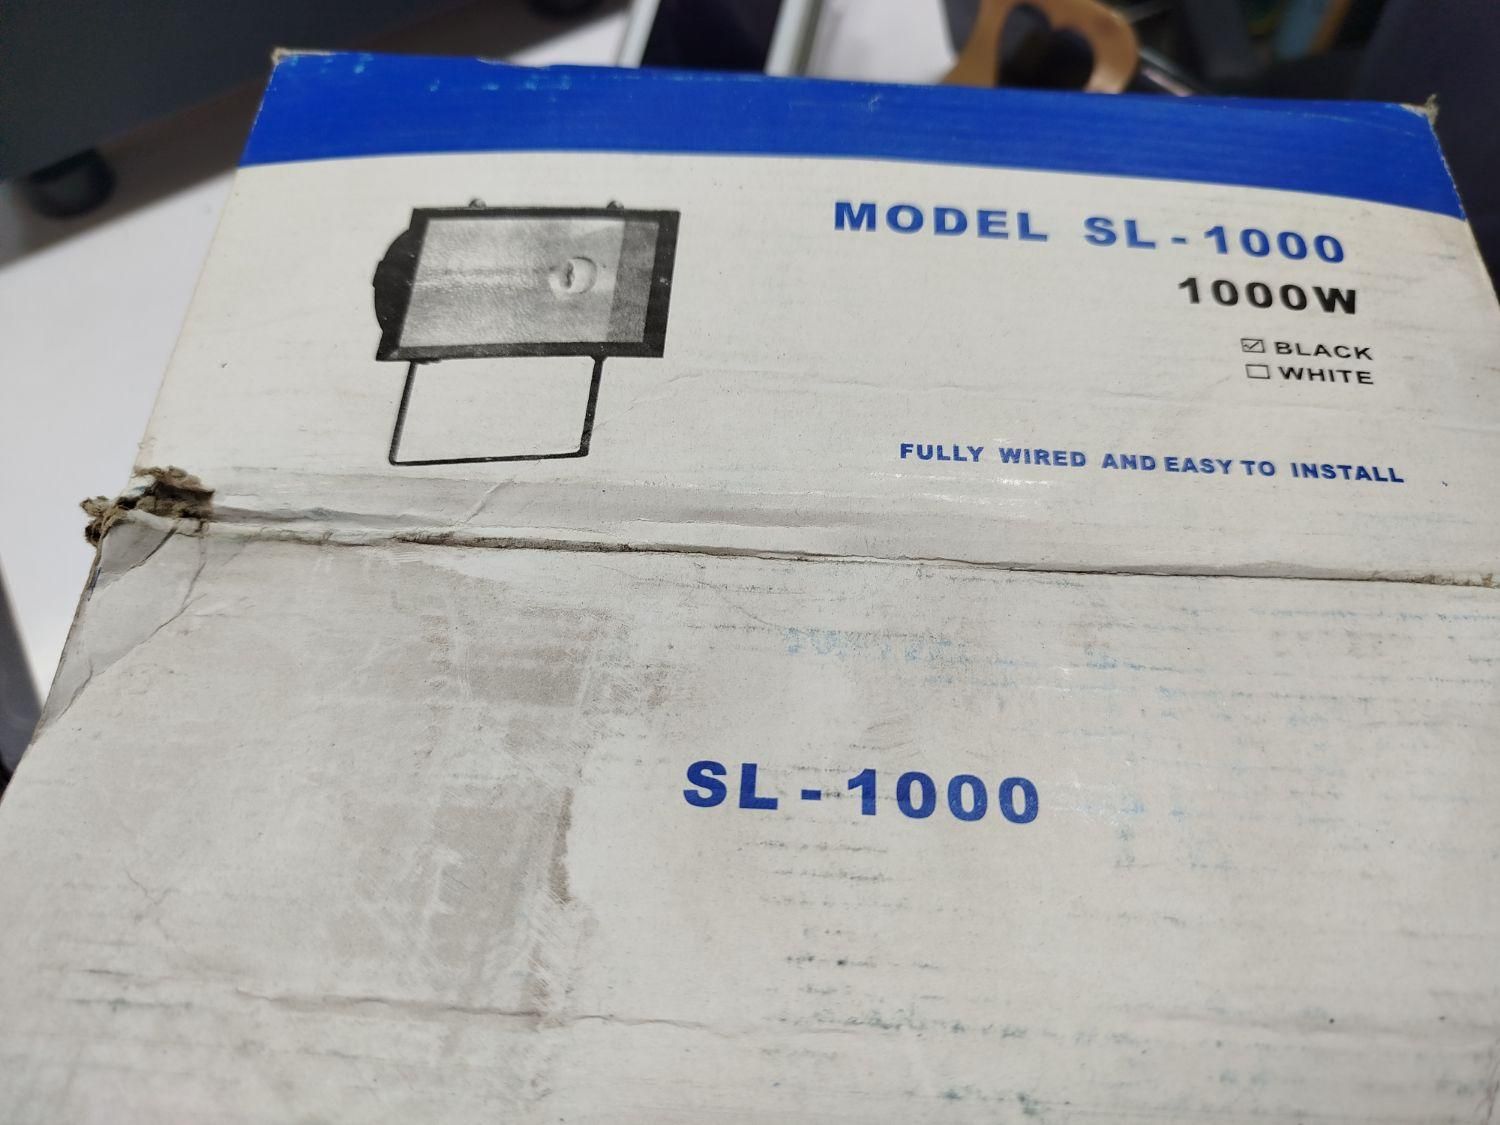 MODEL SL-1000
1000W
BLACK
WHITE
FULLY WIRED AND EASY TO INSTALL
SL-1000